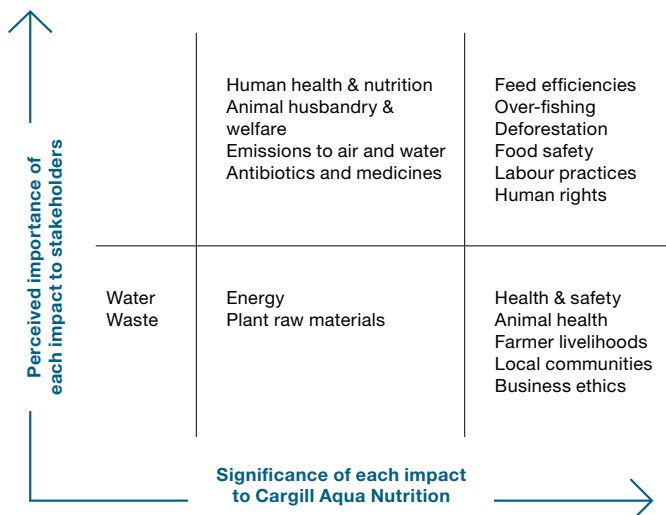 Perceived importance of
each impact to stakeholders
Human health & nutrition
Animal husbandry &
welfare
Emissions to air and water
Antibiotics and medicines
Feed efficiencies
Over-fishing
Deforestation
Food safety
Labour practices
Human rights
Water
Waste
Energy
Plant raw materials
Health & safety
Animal health
Farmer livelihoods
Local communities
Business ethics
Significance of each impact
to Cargill Aqua Nutrition